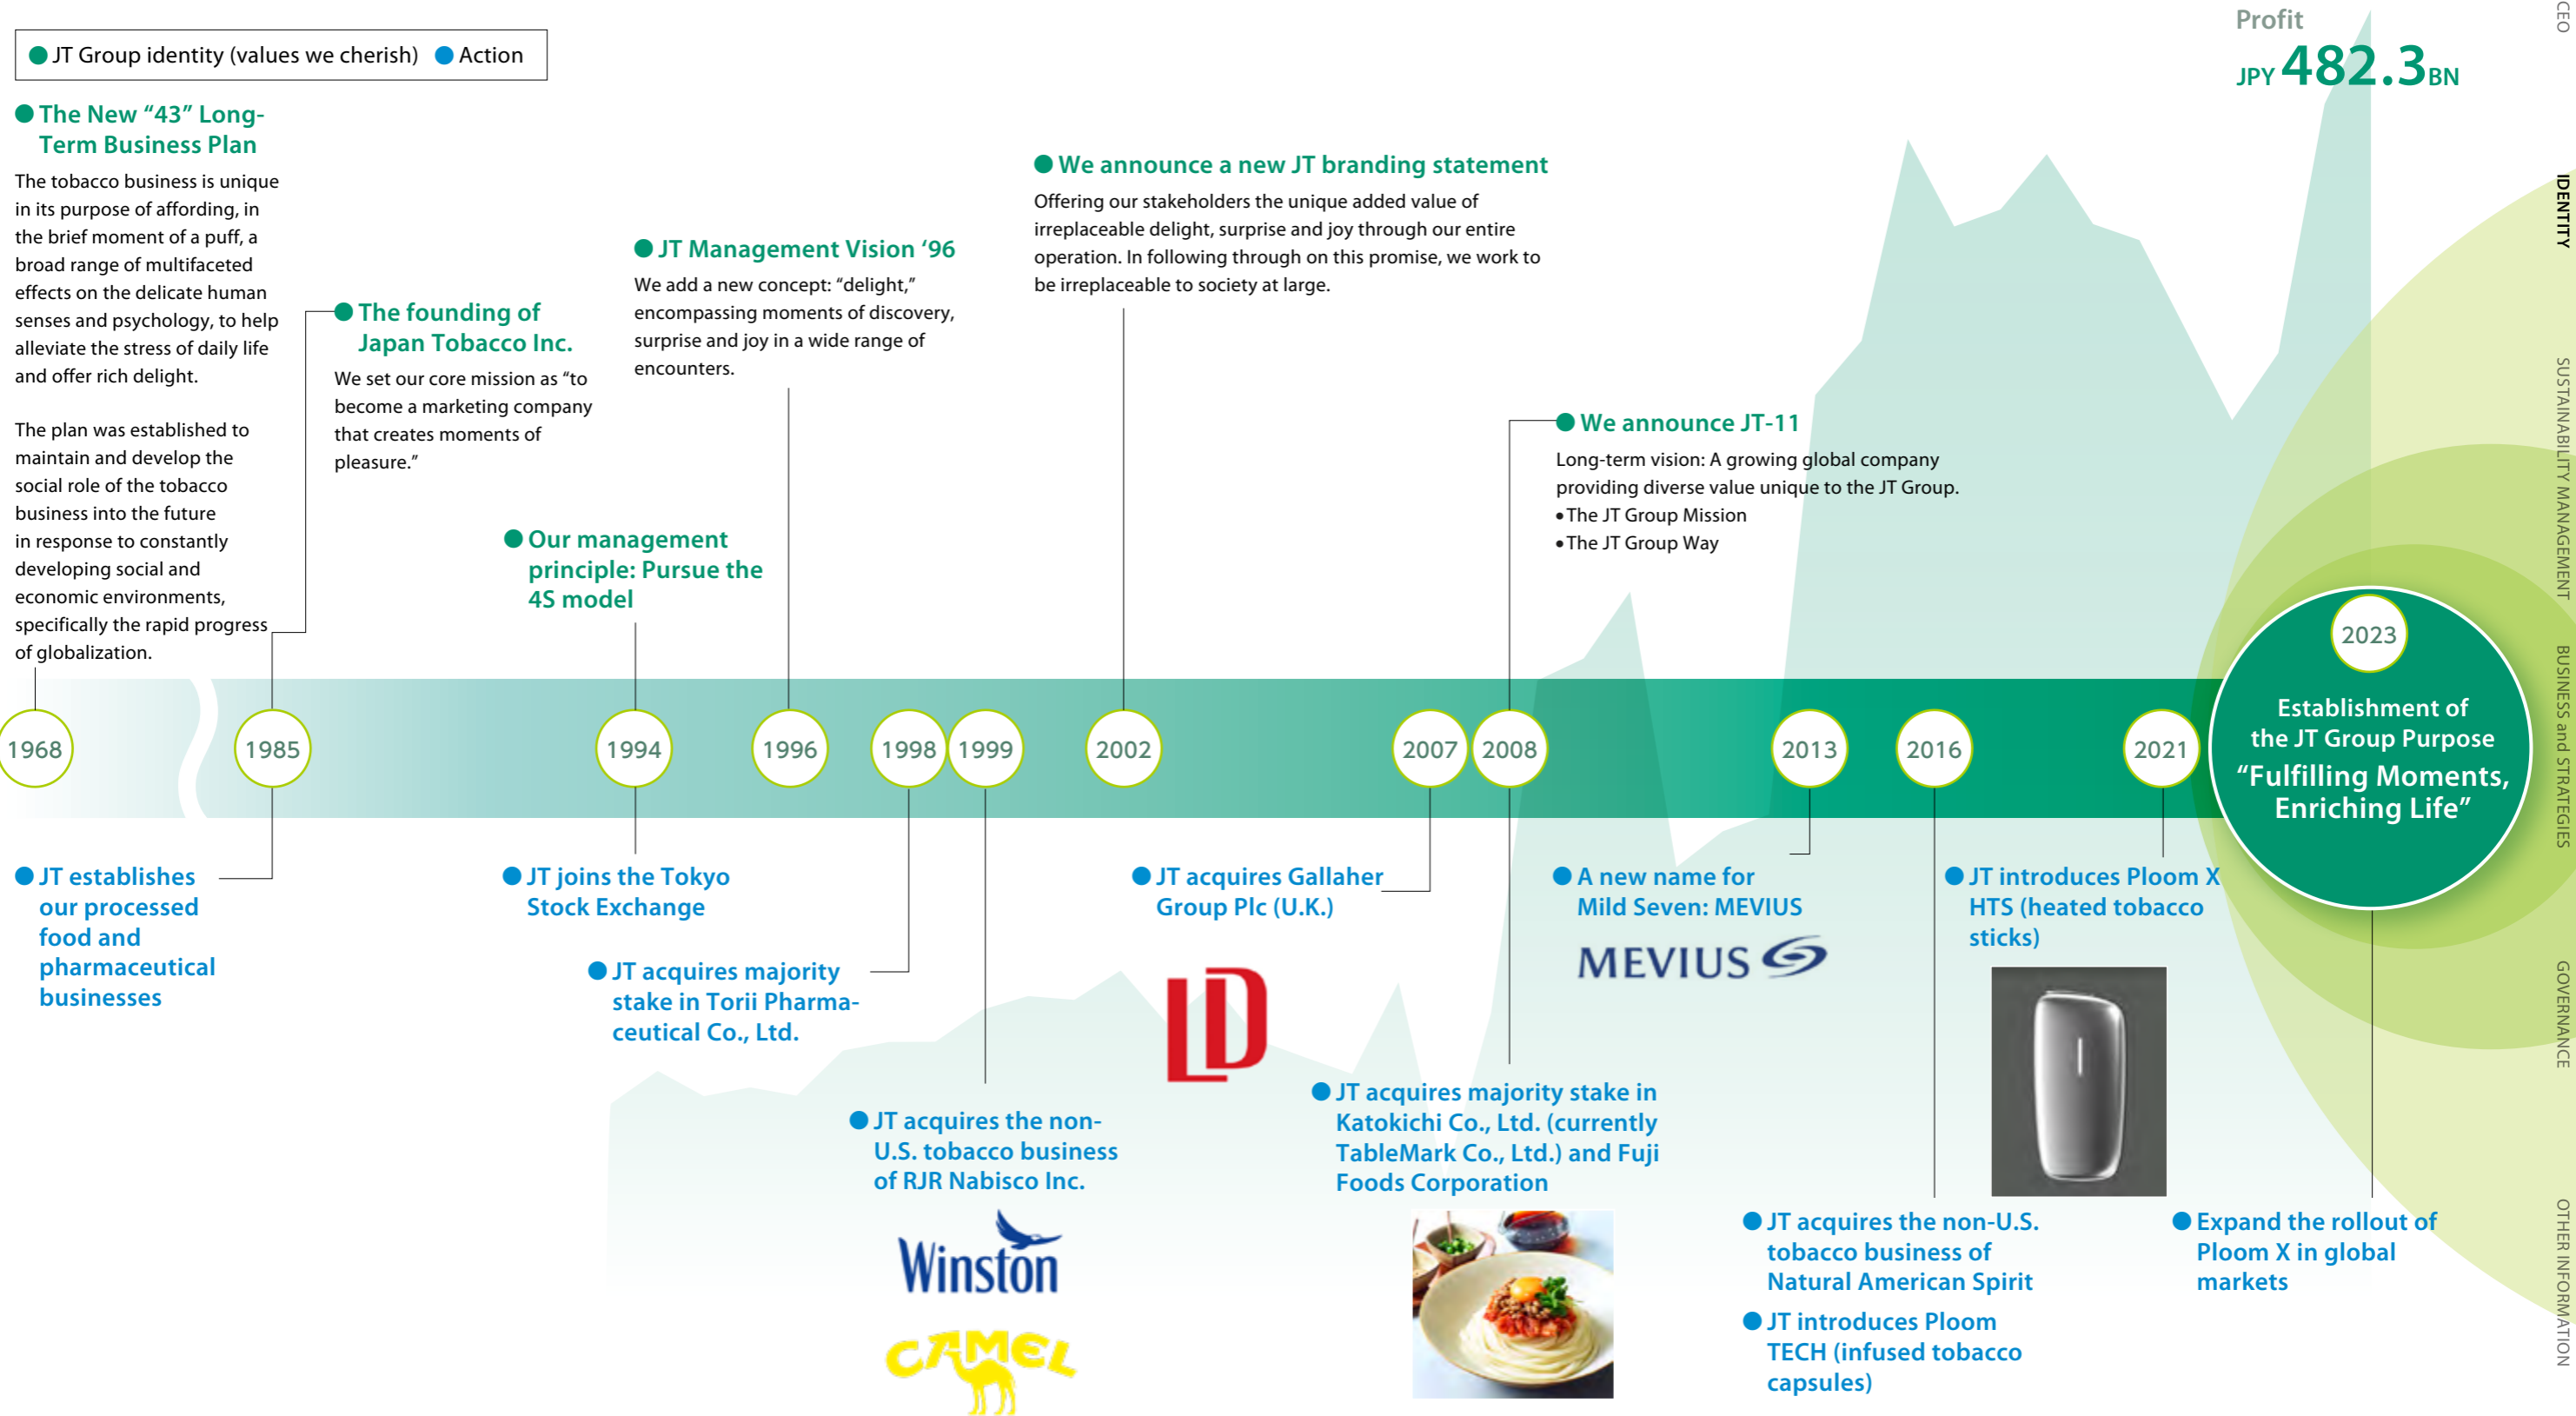 ● JT Group identity (values we cherish) ● Action
Profit
JPY 482.3 BN
● The New “43” Long-
Term Business Plan
The tobacco business is unique
in its purpose of affording, in
the brief moment of a puff, a
broad range of multifaceted
effects on the delicate human
senses and psychology, to help
alleviate the stress of daily life
and offer rich delight.
The plan was established to
maintain and develop the
social role of the tobacco
business into the future
in response to constantly
developing social and
economic environments,
specifically the rapid progress
of globalization.
● The founding of
Japan Tobacco Inc.
We set our core mission as “to
become a marketing company
that creates moments of
pleasure.”
● Our management
principle: Pursue the
4S model
● JT Management Vision ‘96
We add a new concept: “delight,”
encompassing moments of discovery,
surprise and joy in a wide range of
encounters.
● We announce a new JT branding statement
Offering our stakeholders the unique added value of
irreplaceable delight, surprise and joy through our entire
operation. In following through on this promise, we work to
be irreplaceable to society at large.
● We announce JT-11
Long-term vision: A growing global company
providing diverse value unique to the JT Group.
• The JT Group Mission
• The JT Group Way
1968
1985
1994
1996
1998
1999
2002
2007
2008
2013
2016
2021
2023
Establishment of
the JT Group Purpose
“Fulfilling Moments,
Enriching Life”
● JT establishes
our processed
food and
pharmaceutical
businesses
● JT joins the Tokyo
Stock Exchange
● JT acquires majority
stake in Torii Pharma-
ceutical Co., Ltd.
● JT acquires the non-
U.S. tobacco business
of RJR Nabisco Inc.
Winston
CAMEL
● JT acquires Gallaher
Group Plc (U.K.)
LD
● JT acquires majority stake in
Katokichi Co., Ltd. (currently
TableMark Co., Ltd.) and Fuji
Foods Corporation
● A new name for
Mild Seven: MEVIUS
MEVIUS
● JT acquires the non-U.S.
tobacco business of
Natural American Spirit
● JT introduces Ploom
TECH (infused tobacco
capsules)
● JT introduces Ploom X
HTS (heated tobacco
sticks)
● Expand the rollout of
Ploom X in global
markets
CEO
IDENTITY
SUSTAINABILITY MANAGEMENT
BUSINESS and STRATEGIES
GOVERNANCE
OTHER INFORMATION